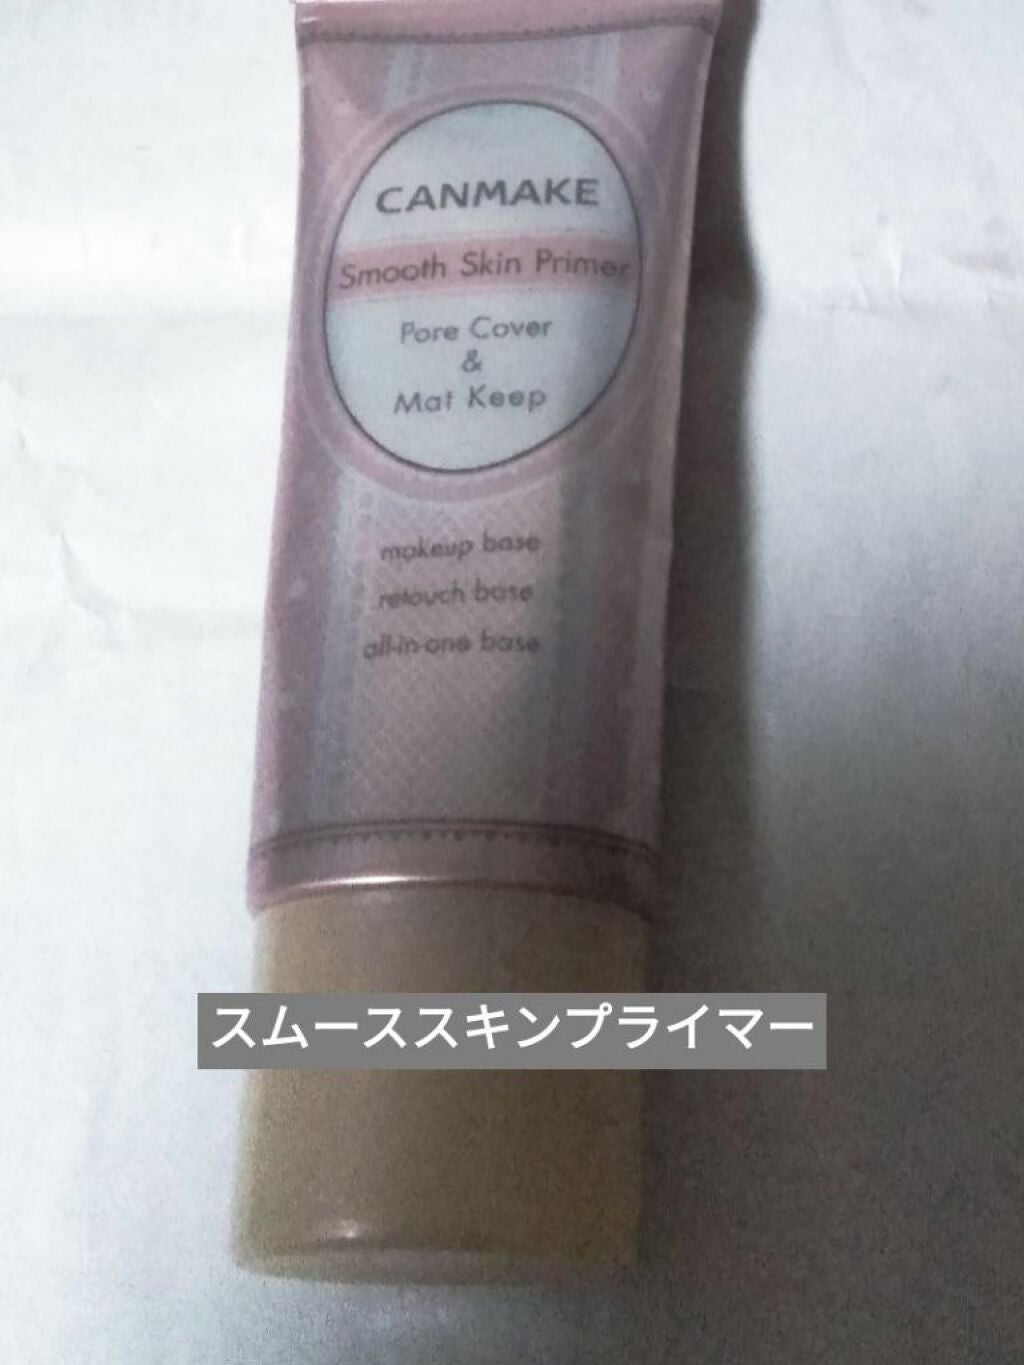 CANMAKE
Smooth Skin Primer
Pore Cover
&
Mat Keep
makeup base
retouch base
all-in-one base
スムーススキンプライマー